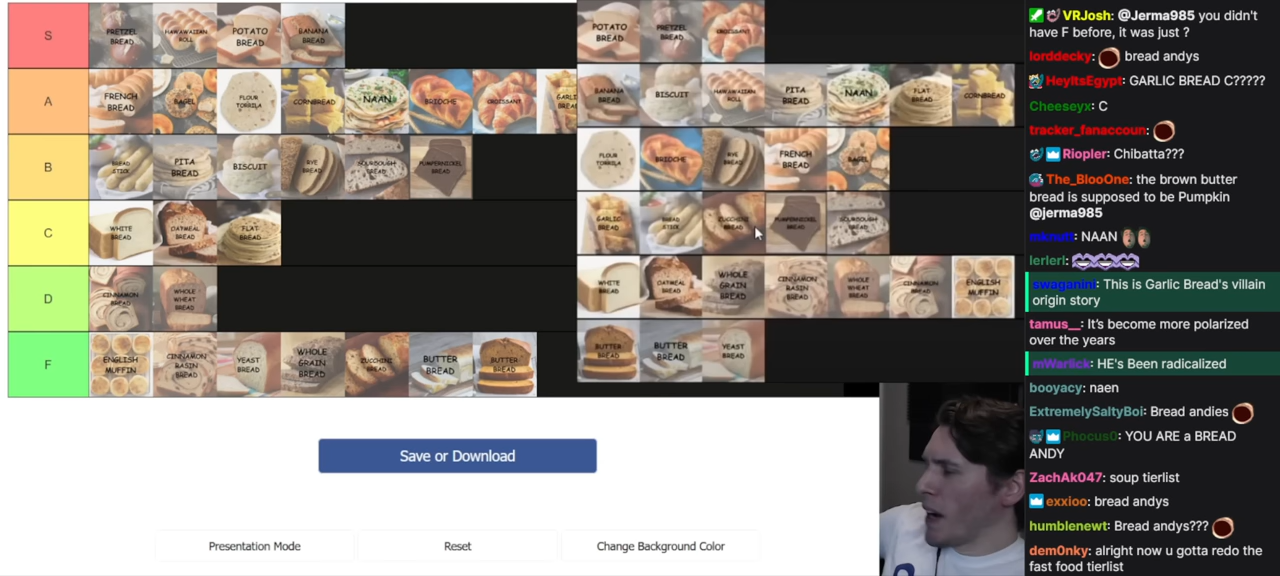 S
PRETZEL BREAD
HAWAIIAN ROLL
POTATO BREAD
BANANA BREAD
A
FRENCH BREAD
BAGEL
FLOUR TORTILLA
CORNBREAD
NAAN
BRIOCHE
CROISSANT
GARLIC
B
BREAD STICK
PITA BREAD
BISCUIT
RYE BREAD
SOURDOUGH BREAD
PUMPERNICKEL BREAD
C
WHITE BREAD
OATMEAL BREAD
FLAT BREAD
D
CINNAMON BREAD
WHOLE WHEAT BREAD
F
ENGLISH MUFFIN
CINNAMON RASIN BREAD
YEAST BREAD
WHOLE GRAIN BREAD
ZUCCHINI BREAD
BUTTER BREAD
BUTTER BREAD
POTATO BREAD
PRETZEL BREAD
CROISSANT
BANANA BREAD
BISCUIT
HAWAIIAN ROLL
PITA BREAD
NAAN
FLAT BREAD
CORNBREAD
FLOUR TORTILLA
BRIOCHE
RYE BREAD
FRENCH BREAD
BAGEL
GARLIC BREAD
BREAD STICK
ZUCCHINI BREAD
PUMPERNICKEL BREAD
SOURDOUGH BREAD
WHITE BREAD
OATMEAL BREAD
WHOLE GRAIN BREAD
CINNAMON RASIN BREAD
WHOLE WHEAT BREAD
CINNAMON BREAD
ENGLISH MUFFIN
BUTTER BREAD
BUTTER BREAD
YEAST BREAD
Save or Download
Presentation Mode
Reset
Change Background Color
VRJosh: @Jerma985 you didn't
have F before, it was just ?
lorddecky: bread andys
HeyItsEgypt: GARLIC BREAD C?????
Cheeseyx: C
tracker_fanaccoun:
Riopler: Chibatta???
The_BlooOne: the brown butter
bread is supposed to be Pumpkin
@jerma985
mknutt: NAAN
lerlerl:
swaganini: This is Garlic Bread's villain
origin story
tamus__: It's become more polarized
over the years
mWarlick: HE's Been radicalized
booyacy: naen
ExtremelySaltyBoi: Bread andies
Phocus0: YOU ARE a BREAD
ANDY
ZachAk047: soup tierlist
exxioo: bread andys
humblenewt: Bread andys???
dem0nky: alright now u gotta redo the
fast food tierlist